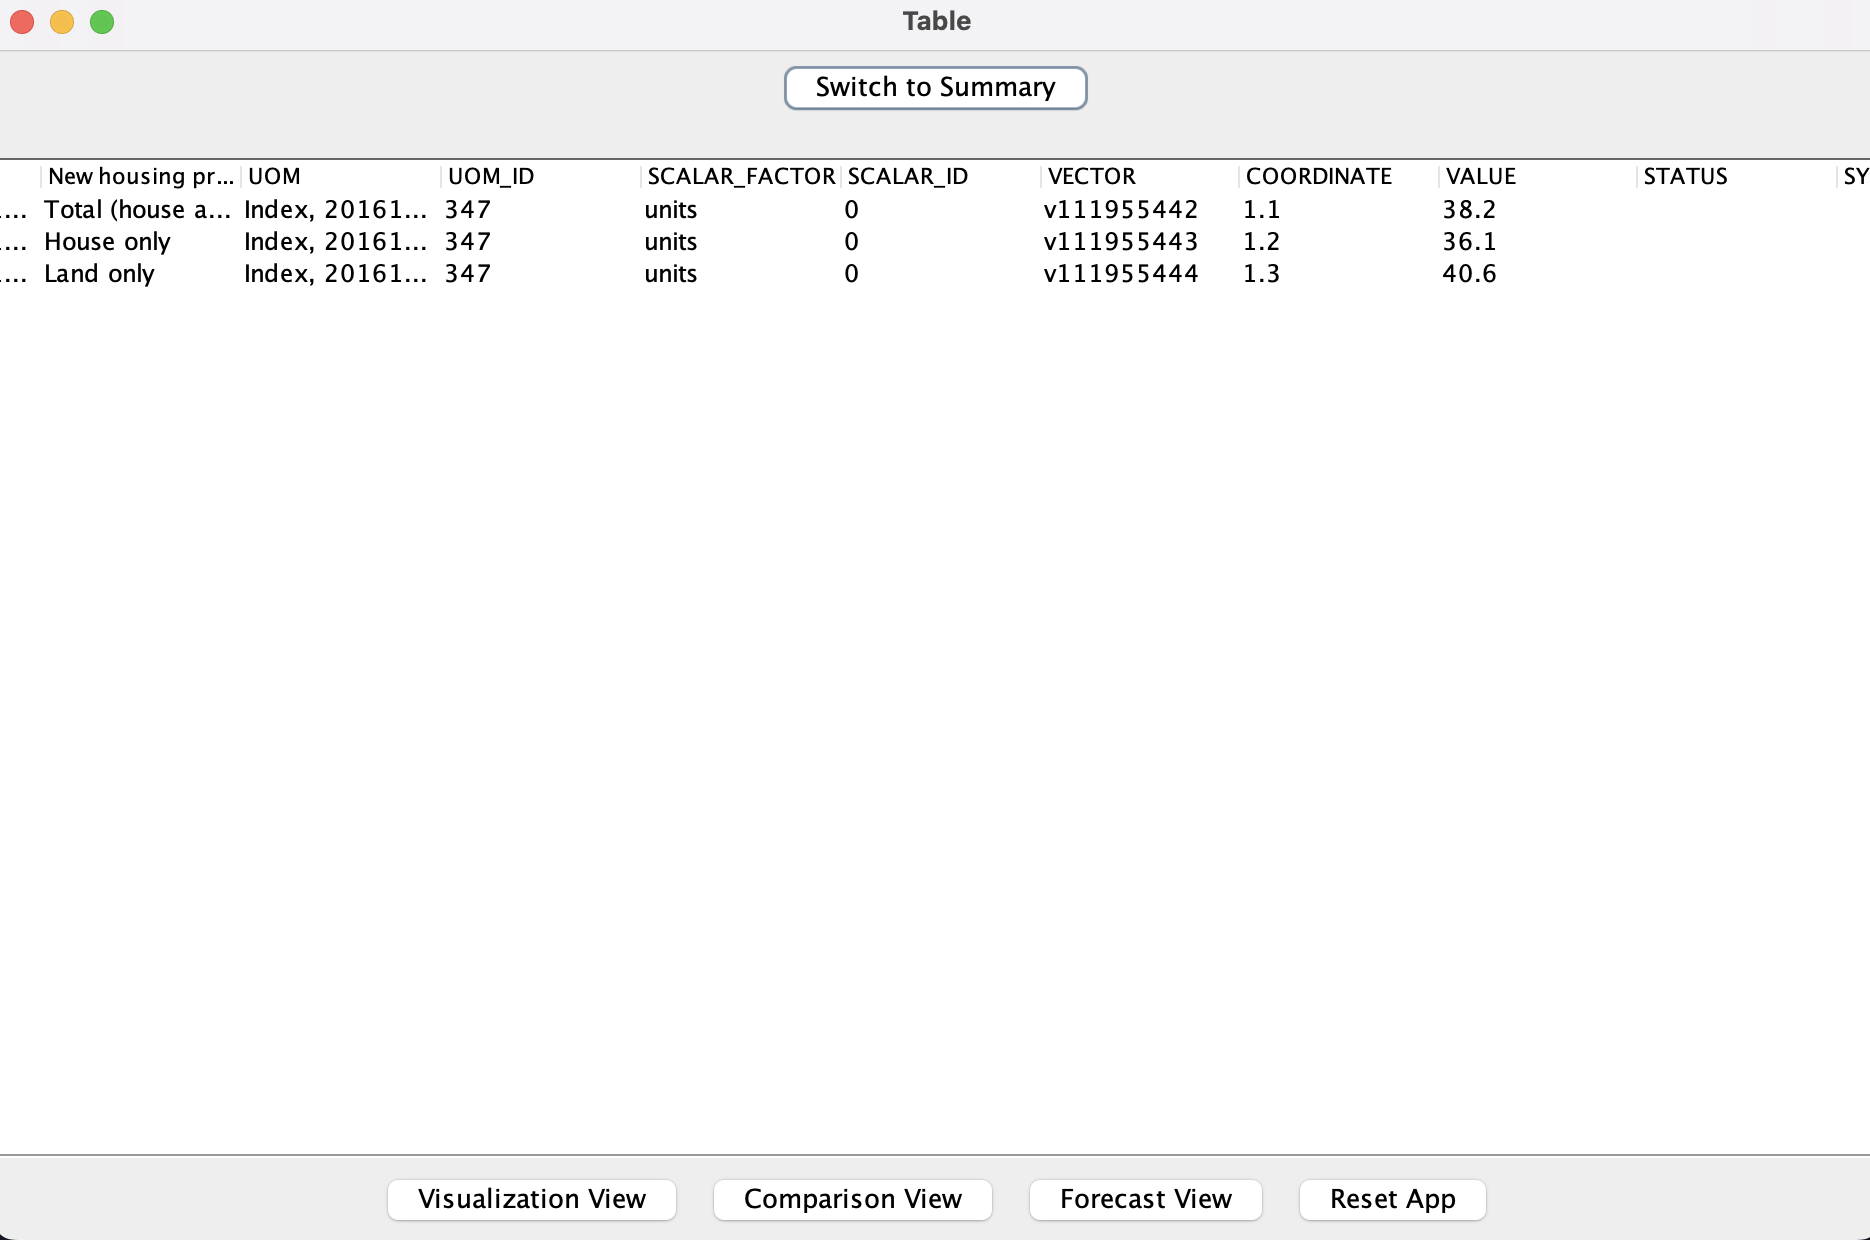 Table
Switch to Summary
New housing pr... UOM UOM_ID SCALAR_FACTOR SCALAR_ID VECTOR COORDINATE VALUE STATUS SY
... Total (house a... Index, 20161... 347 units 0 v111955442 1.1 38.2
... House only Index, 20161... 347 units 0 v111955443 1.2 36.1
... Land only Index, 20161... 347 units 0 v111955444 1.3 40.6
Visualization View Comparison View Forecast View Reset App